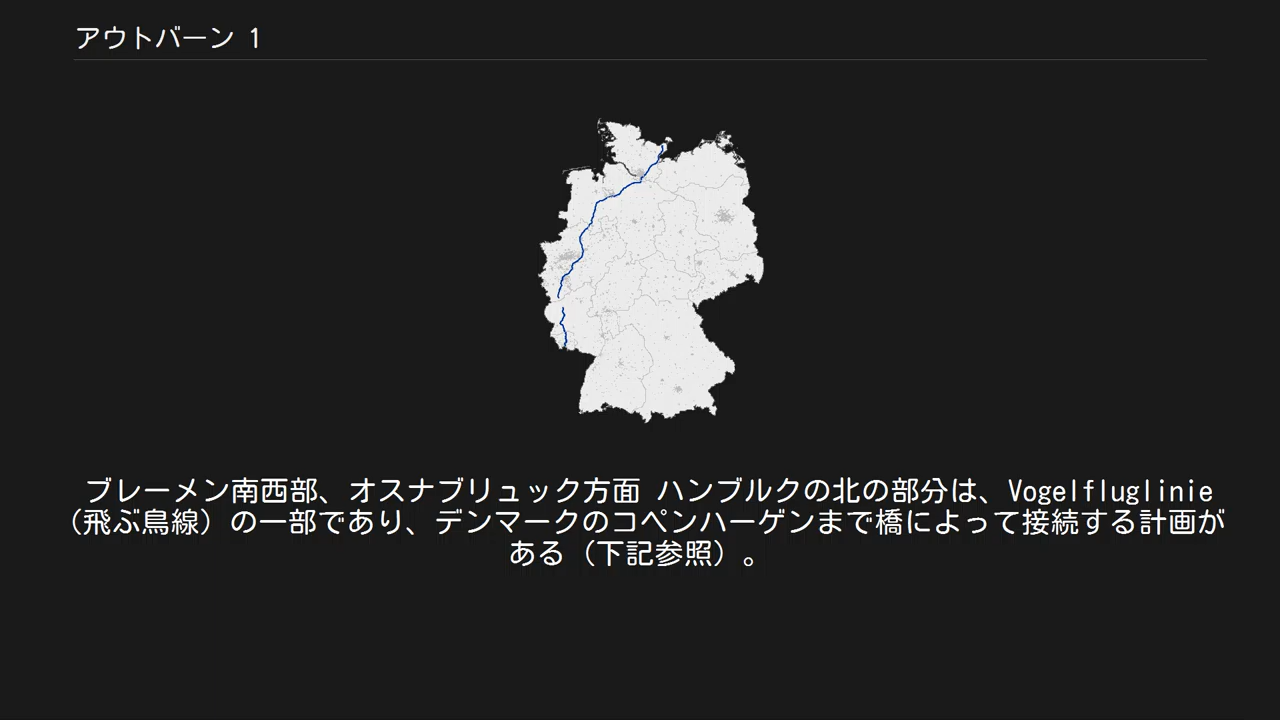 アウトバーン 1
ブレーメン南西部、オスナブリュック方面 ハンブルクの北の部分は、Vogelfluglinie
（飛ぶ鳥線）の一部であり、デンマークのコペンハーゲンまで橋によって接続する計画が
ある（下記参照）。